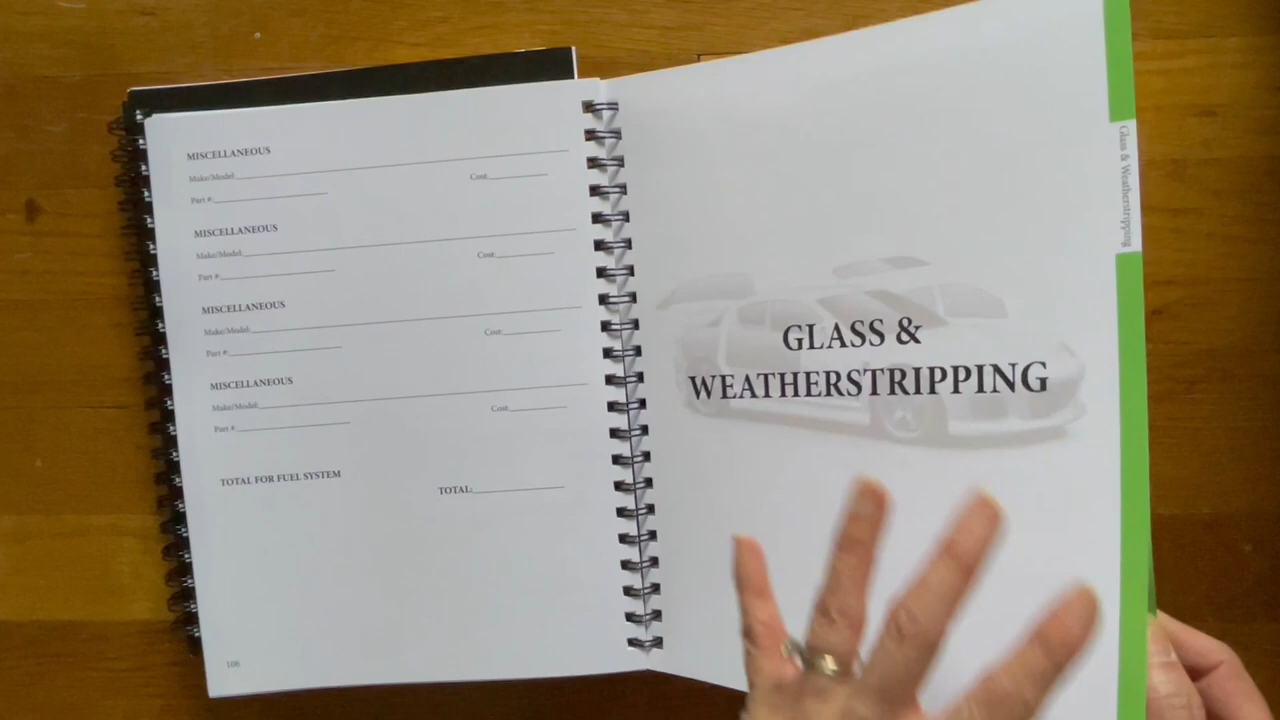 MISCELLANEOUS
Make/Model:
Cost:
Part #:
MISCELLANEOUS
Make/Model:
Cost:
Part #:
MISCELLANEOUS
Make/Model:
Cost:
Part #:
MISCELLANEOUS
Make/Model:
Cost:
Part #:
TOTAL FOR FUEL SYSTEM
TOTAL:
106
GLASS &
WEATHERSTRIPPING
Glass & Weatherstripping